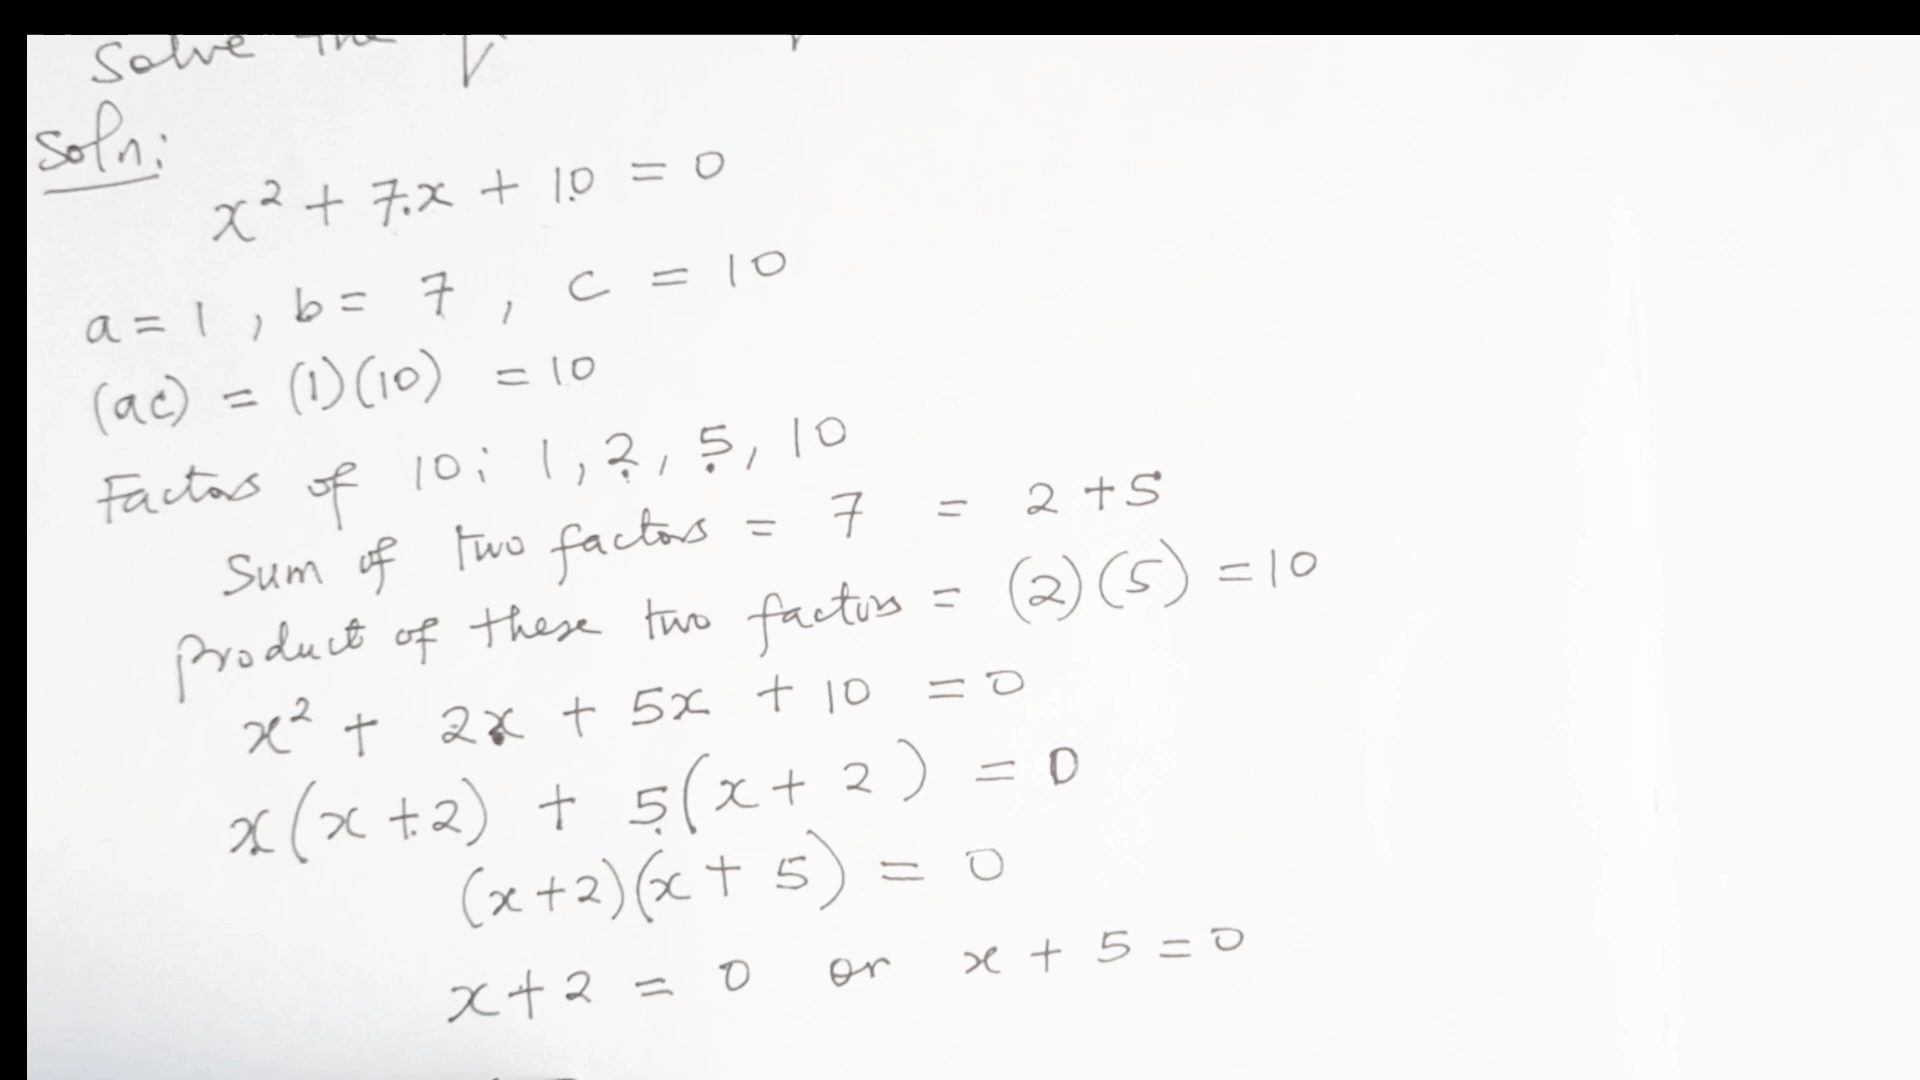 Solve the
Soln:
x² + 7x + 10 = 0
a = 1 , b = 7 , c = 10
(ac) = (1)(10) = 10
Factors of 10: 1, 2, 5, 10
Sum of two factors = 7 = 2 + 5
Product of these two factors = (2)(5) = 10
x² + 2x + 5x + 10 = 0
x(x+2) + 5(x + 2) = 0
(x+2)(x + 5) = 0
x + 2 = 0 or x + 5 = 0